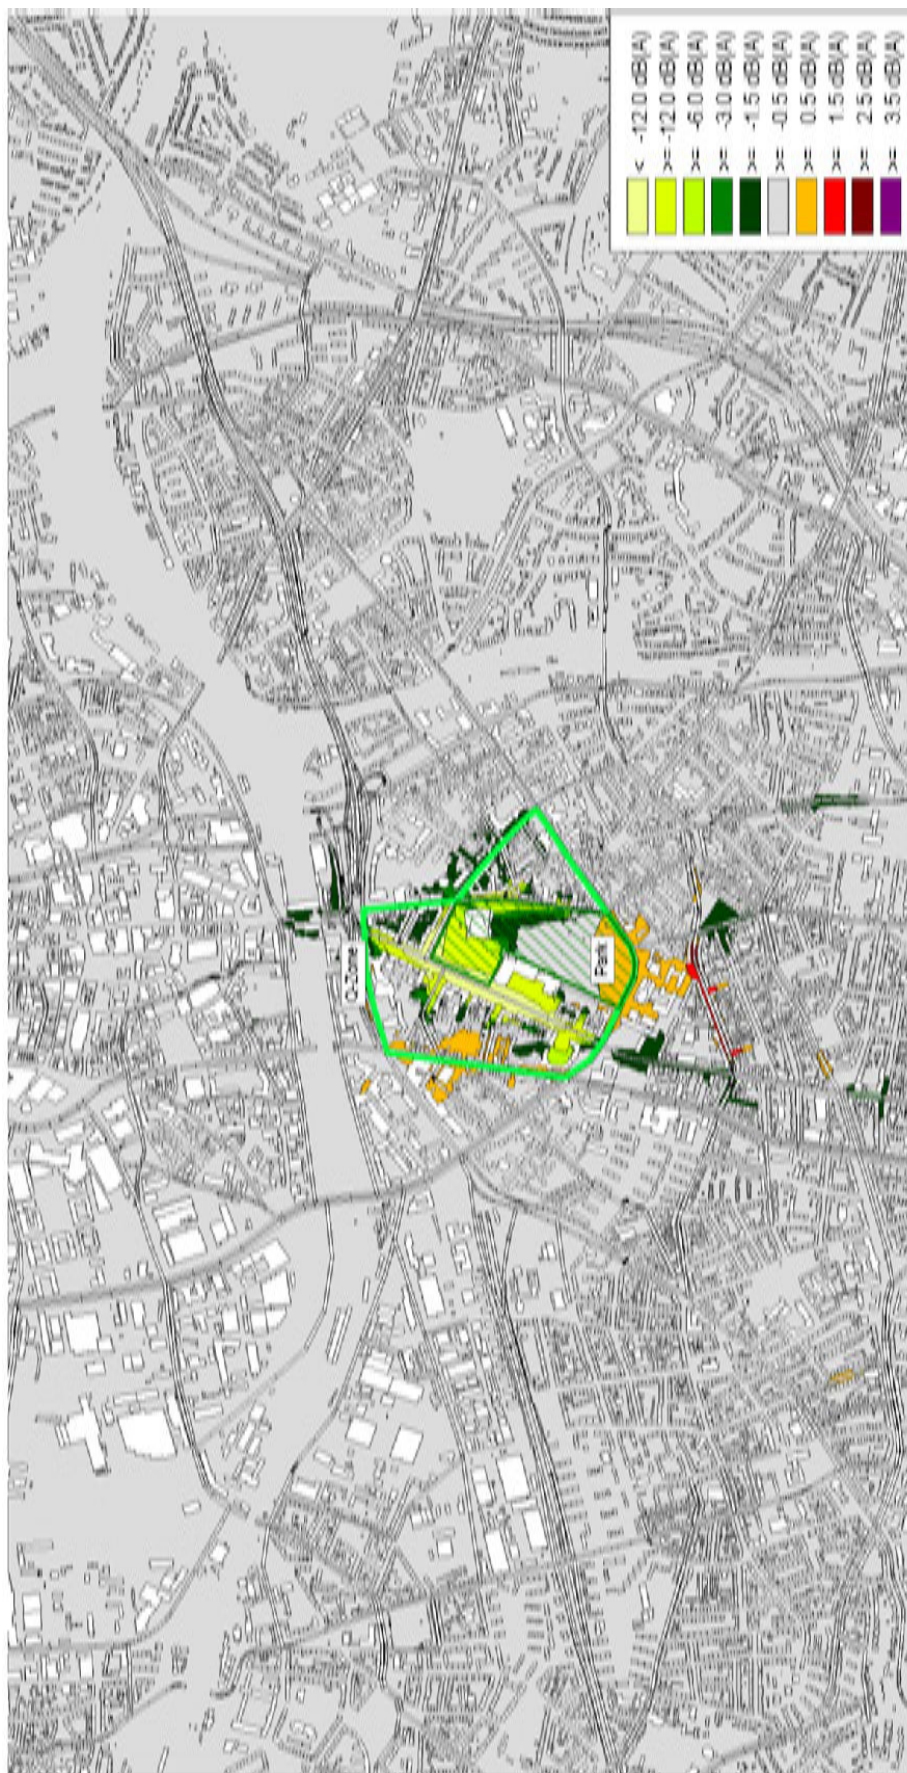 Q-Zone
Park
< -12.0 dB(A)
>= -12.0 dB(A)
>= -6.0 dB(A)
>= -3.0 dB(A)
>= -1.5 dB(A)
>= -0.5 dB(A)
>= 0.5 dB(A)
>= 1.5 dB(A)
>= 2.5 dB(A)
>= 3.5 dB(A)